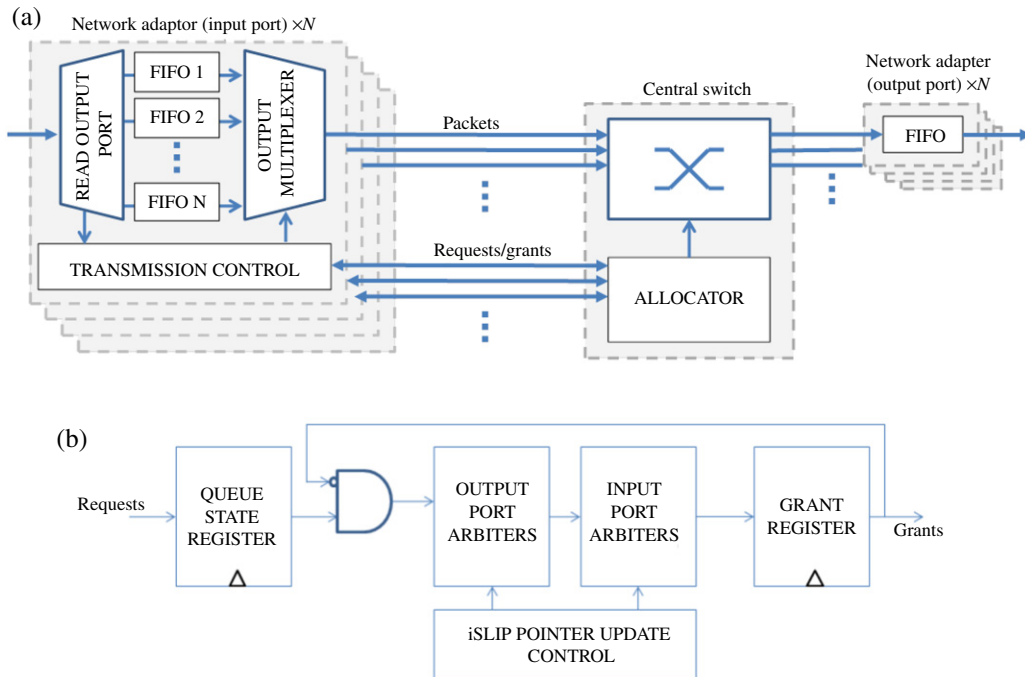 (a)
Network adaptor (input port) ×N
READ OUTPUT
PORT
FIFO 1
FIFO 2
FIFO N
OUTPUT
MULTIPLEXER
TRANSMISSION CONTROL
Packets
Requests/grants
Central switch
ALLOCATOR
Network adapter
(output port) ×N
FIFO
(b)
Requests
QUEUE
STATE
REGISTER
OUTPUT
PORT
ARBITERS
INPUT
PORT
ARBITERS
GRANT
REGISTER
Grants
iSLIP POINTER UPDATE
CONTROL